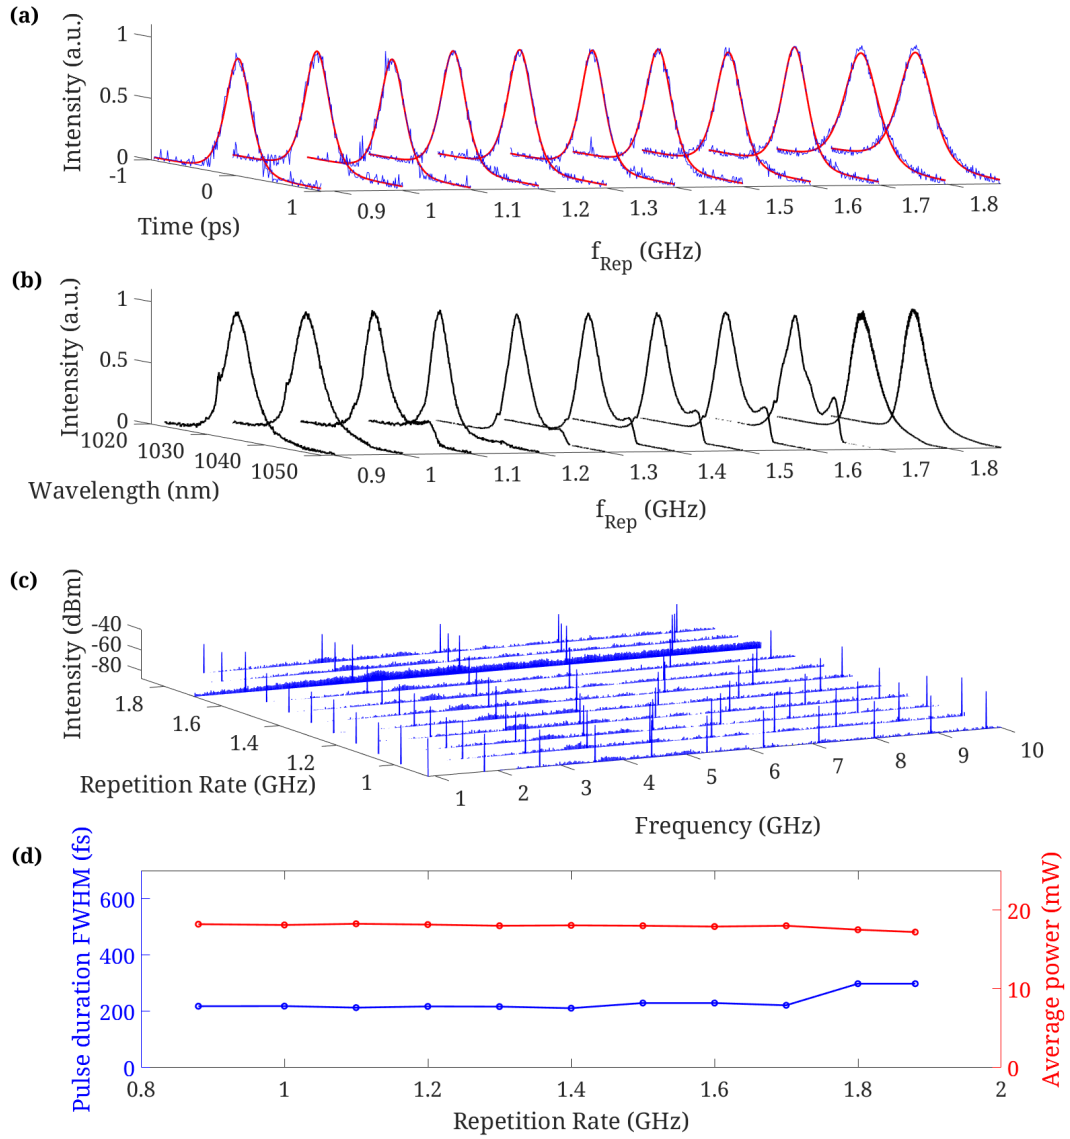 (a)
Intensity (a.u.)
1
0.5
0
-1
0
1
Time (ps)
0.9 1 1.1 1.2 1.3 1.4 1.5 1.6 1.7 1.8
f_Rep (GHz)
(b)
Intensity (a.u.)
1
0.5
0
1020
1030
1040
1050
Wavelength (nm)
0.9 1 1.1 1.2 1.3 1.4 1.5 1.6 1.7 1.8
f_Rep (GHz)
(c)
Intensity (dBm)
-40
-60
-80
1.8
1.6
1.4
1.2
1
Repetition Rate (GHz)
1 2 3 4 5 6 7 8 9 10
Frequency (GHz)
(d)
Pulse duration FWHM (fs)
600
400
200
0
20
10
0
Average power (mW)
0.8 1 1.2 1.4 1.6 1.8 2
Repetition Rate (GHz)